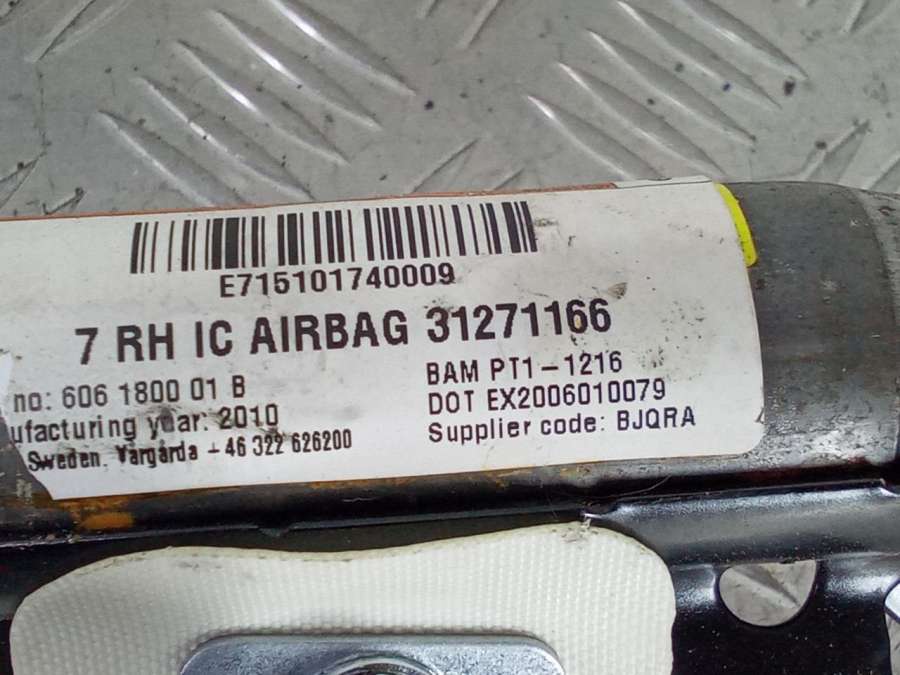 E715101740009
7 RH IC AIRBAG 31271166
no: 606 1800 01 B
ufacturing year: 2010
Sweden. Vårgårda +46 322 626200
BAM PT1-1216
DOT EX2006010079
Supplier code: BJQRA